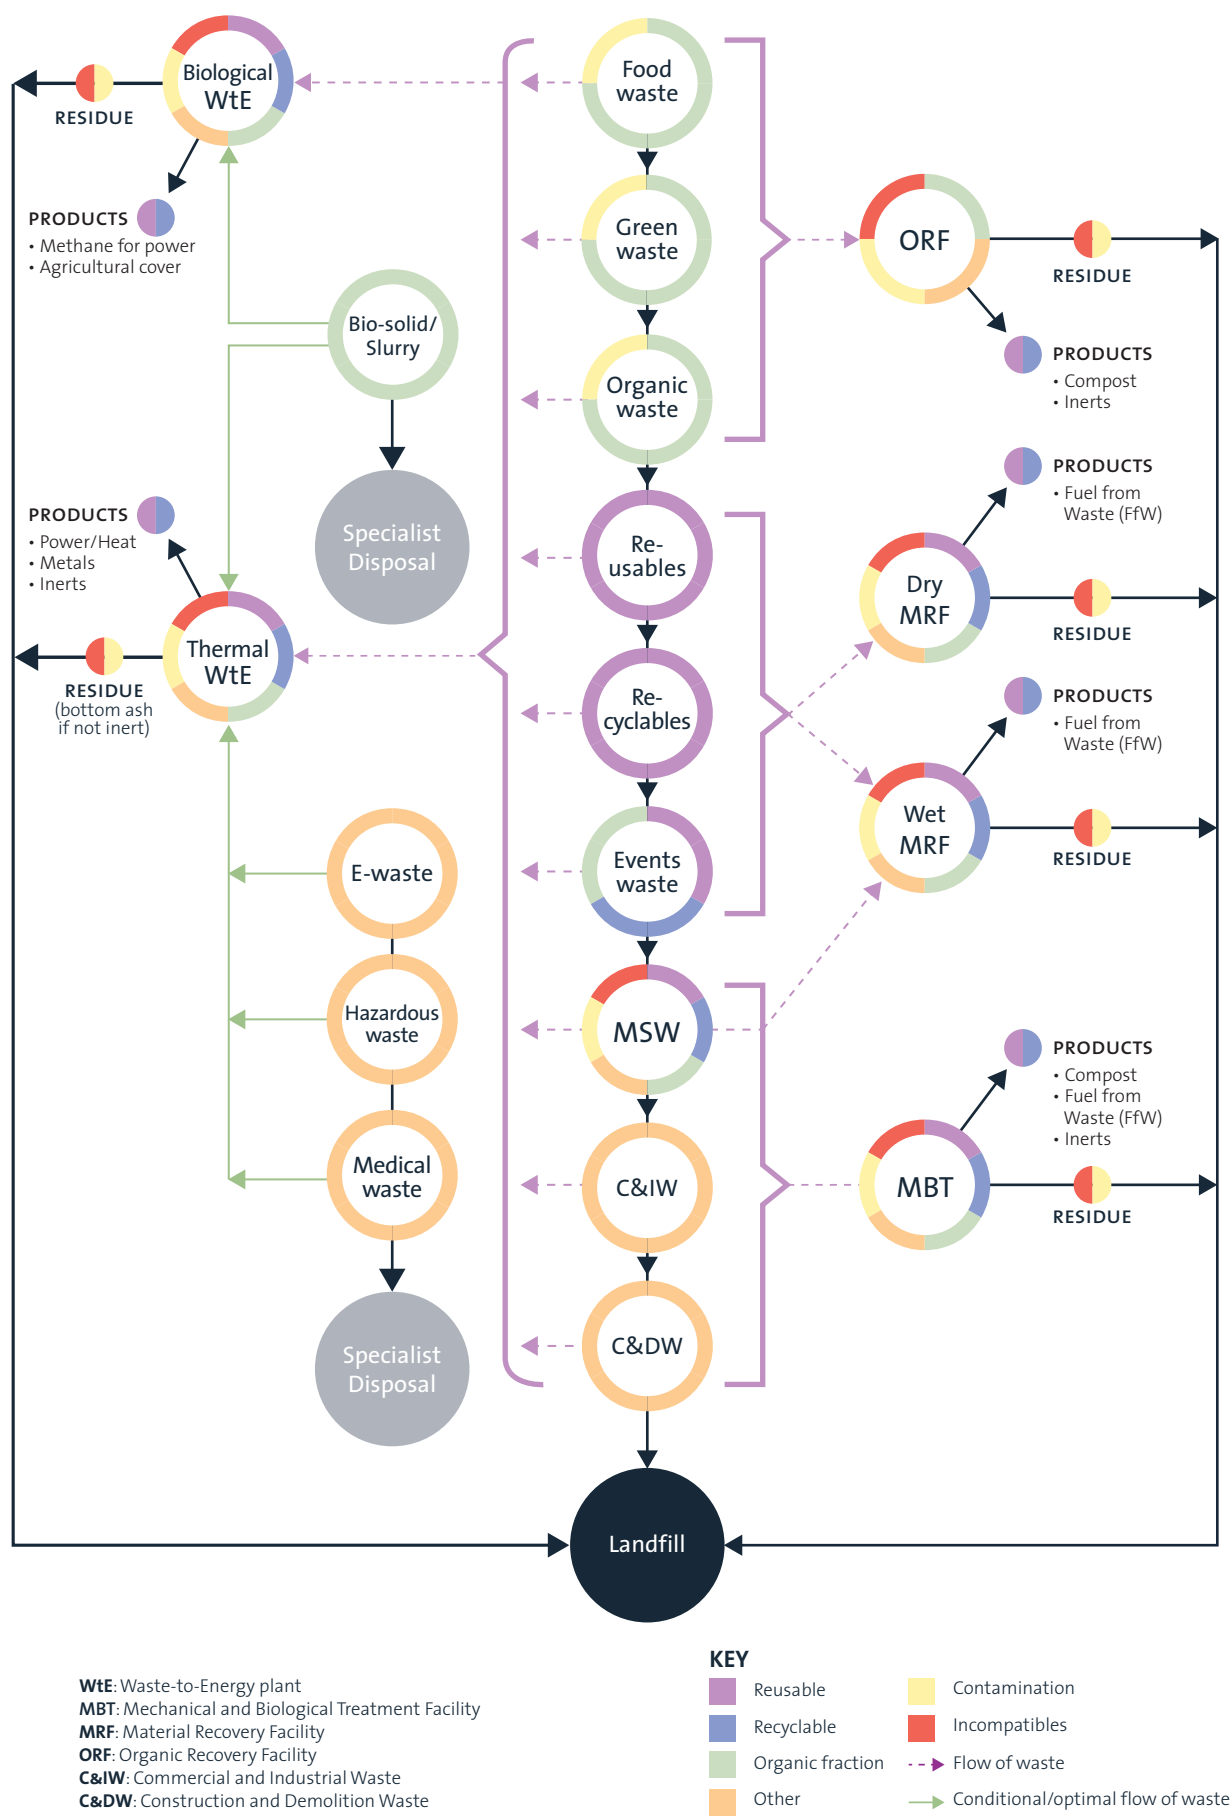 Biological
WtE
RESIDUE
PRODUCTS
• Methane for power
• Agricultural cover
Bio-solid/
Slurry
Specialist
Disposal
PRODUCTS
• Power/Heat
• Metals
• Inerts
Thermal
WtE
RESIDUE
(bottom ash
if not inert)
E-waste
Hazardous
waste
Medical
waste
Specialist
Disposal
Food
waste
Green
waste
Organic
waste
Re-
usables
Re-
cyclables
Events
waste
MSW
C&IW
C&DW
Landfill
ORF
RESIDUE
PRODUCTS
• Compost
• Inerts
PRODUCTS
• Fuel from
Waste (FfW)
Dry
MRF
RESIDUE
PRODUCTS
• Fuel from
Waste (FfW)
Wet
MRF
RESIDUE
PRODUCTS
• Compost
• Fuel from
Waste (FfW)
• Inerts
MBT
RESIDUE
WtE: Waste-to-Energy plant
MBT: Mechanical and Biological Treatment Facility
MRF: Material Recovery Facility
ORF: Organic Recovery Facility
C&IW: Commercial and Industrial Waste
C&DW: Construction and Demolition Waste
KEY
Reusable
Recyclable
Organic fraction
Other
Contamination
Incompatibles
Flow of waste
Conditional/optimal flow of waste